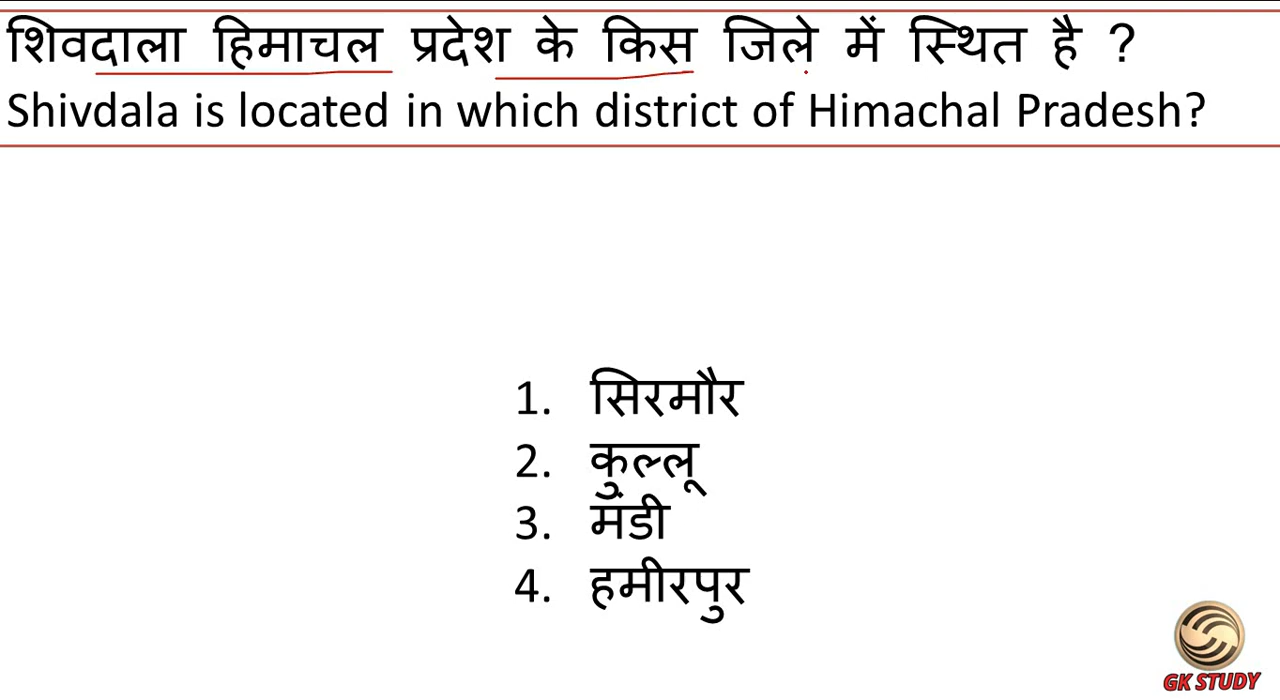 शिवदाला हिमाचल प्रदेश के किस जिले में स्थित है ?
Shivdala is located in which district of Himachal Pradesh?
1. सिरमौर
2. कुल्लू
3. मंडी
4. हमीरपुर
GK STUDY